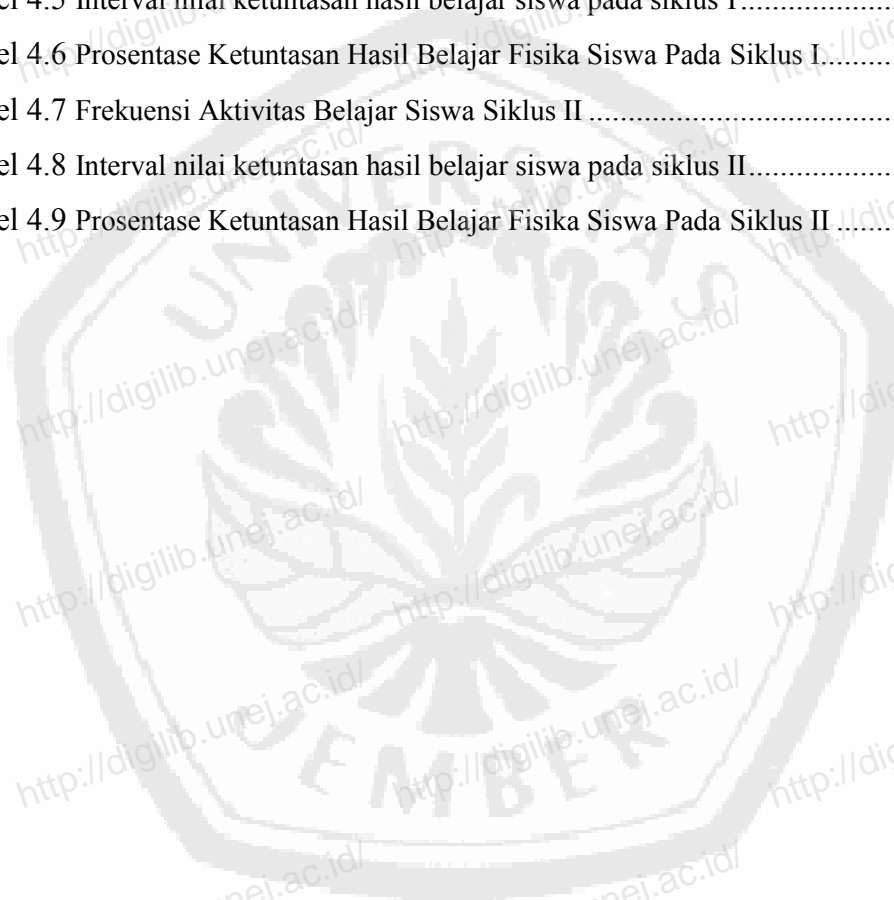 el 4.5 Interval nilai ketuntasan hasil belajar siswa pada siklus I....................
el 4.6 Prosentase Ketuntasan Hasil Belajar Fisika Siswa Pada Siklus I..........
el 4.7 Frekuensi Aktivitas Belajar Siswa Siklus II .......................................
el 4.8 Interval nilai ketuntasan hasil belajar siswa pada siklus II..................
el 4.9 Prosentase Ketuntasan Hasil Belajar Fisika Siswa Pada Siklus II .......
UNIVERSITAS
JEMBER
http://digilib.unej.ac.id/
http://digilib.unej.ac.id/
http://digilib.unej.ac.id/
http://digilib.unej.ac.id/
http://digilib.unej.ac.id/
http://digilib.unej.ac.id/
http://digilib.unej.ac.id/
http://digilib.unej.ac.id/